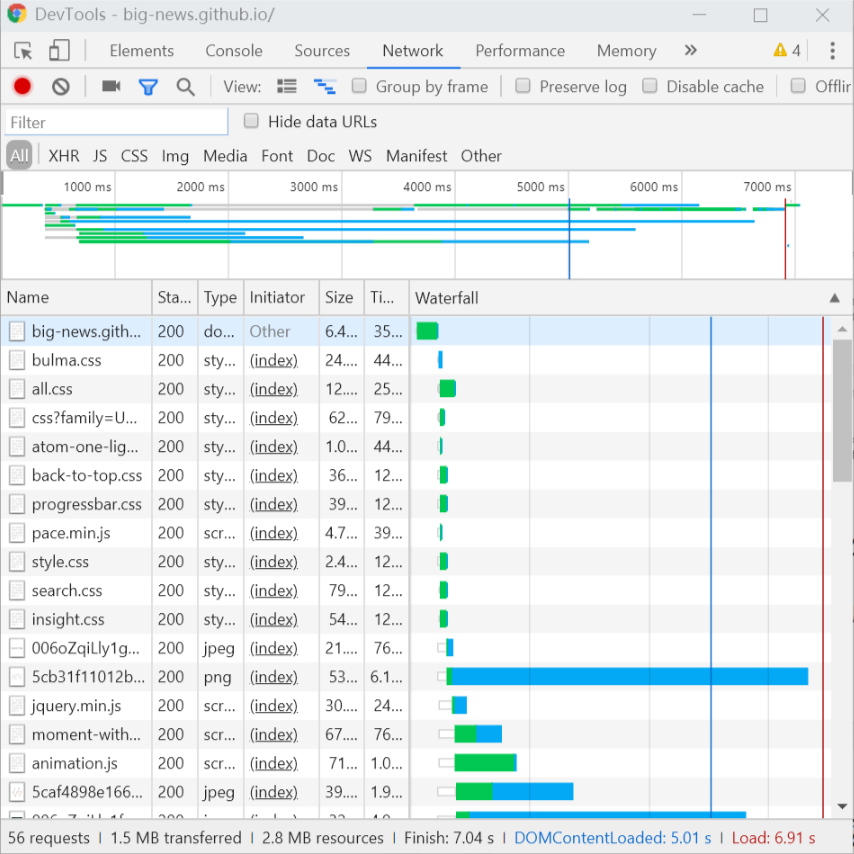 DevTools - big-news.github.io/
Elements Console Sources Network Performance Memory » 4
View: Group by frame Preserve log Disable cache Offlin
Filter Hide data URLs
All XHR JS CSS Img Media Font Doc WS Manifest Other
1000 ms 2000 ms 3000 ms 4000 ms 5000 ms 6000 ms 7000 ms
Name Sta... Type Initiator Size Ti... Waterfall
big-news.gith... 200 do... Other 6.4... 35...
bulma.css 200 sty... (index) 24.... 44...
all.css 200 sty... (index) 12.... 25...
css?family=U... 200 sty... (index) 62... 79...
atom-one-lig... 200 sty... (index) 1.0... 44...
back-to-top.css 200 sty... (index) 36... 12...
progressbar.css 200 sty... (index) 39... 12...
pace.min.js 200 scr... (index) 4.7... 39...
style.css 200 sty... (index) 2.4... 12...
search.css 200 sty... (index) 79... 12...
insight.css 200 sty... (index) 54... 12...
006oZqiLly1g... 200 jpeg (index) 21.... 76...
5cb31f11012b... 200 png (index) 53... 6.1...
jquery.min.js 200 scr... (index) 30.... 24...
moment-with... 200 scr... (index) 67.... 76...
animation.js 200 scr... (index) 71... 1.0...
5caf4898e166... 200 jpeg (index) 39.... 1.9...
56 requests | 1.5 MB transferred | 2.8 MB resources | Finish: 7.04 s | DOMContentLoaded: 5.01 s | Load: 6.91 s